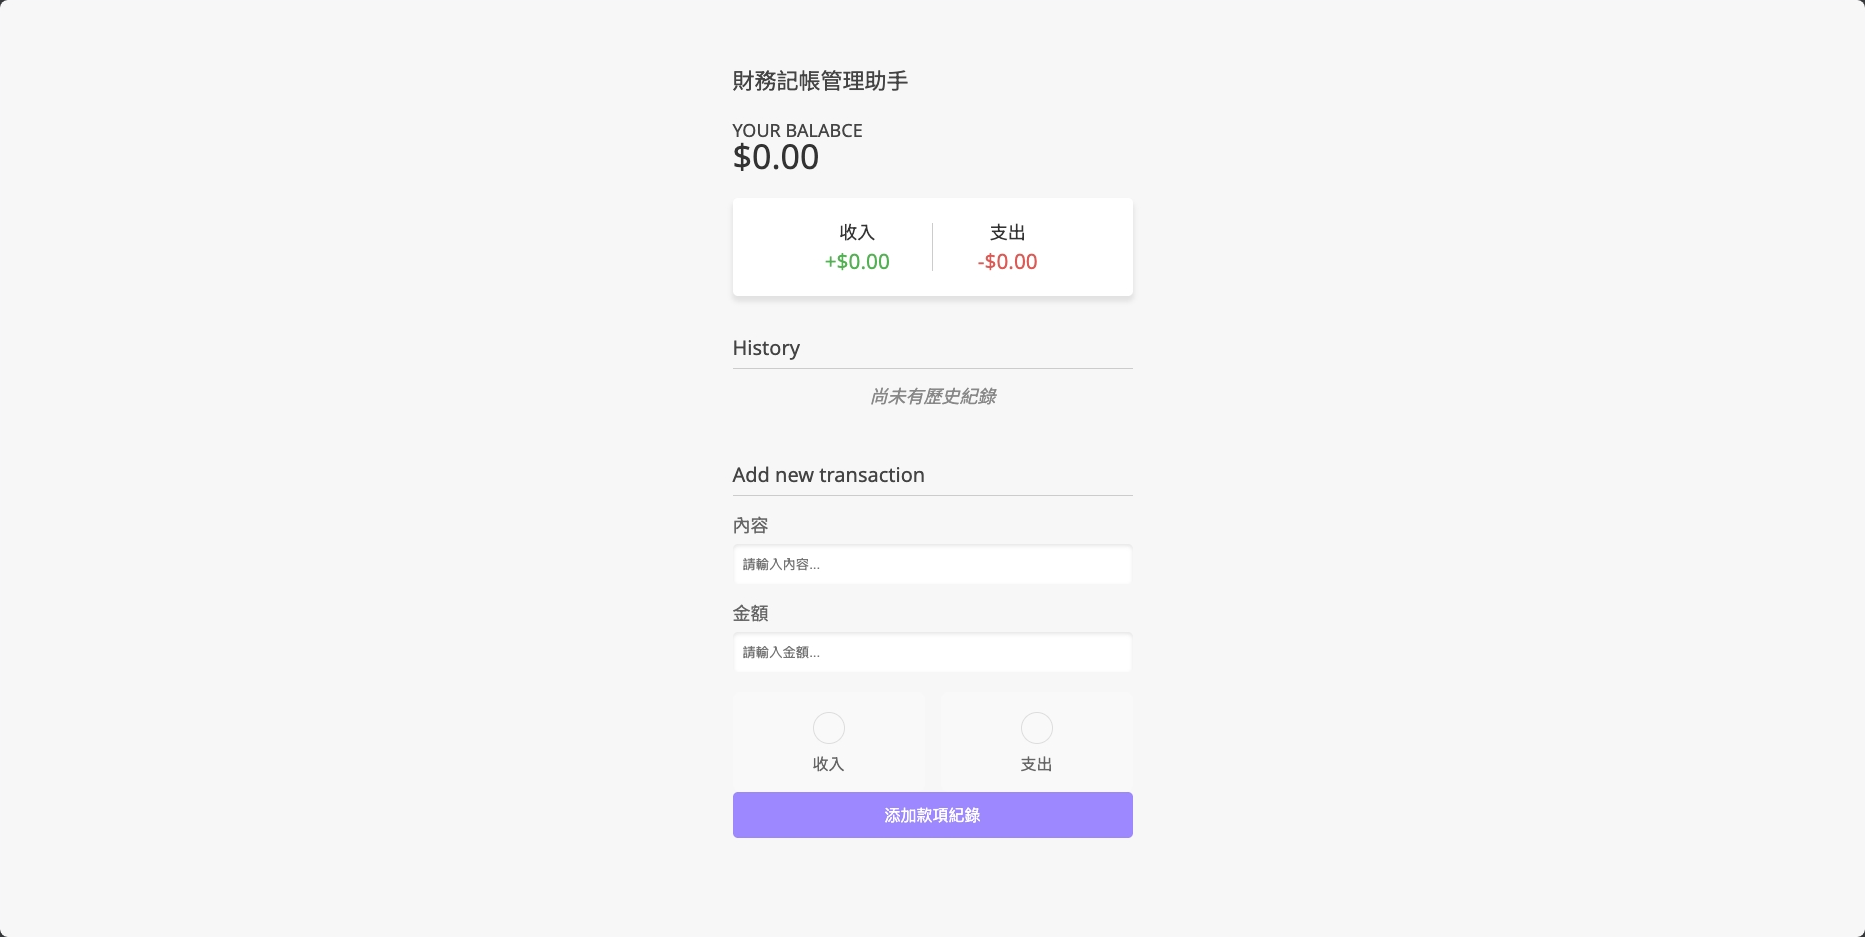 財務記帳管理助手
YOUR BALABCE
$0.00
收入 支出
+$0.00 -$0.00
History
尚未有歷史紀錄
Add new transaction
內容
請輸入內容...
金額
請輸入金額...
收入 支出
添加款項紀錄